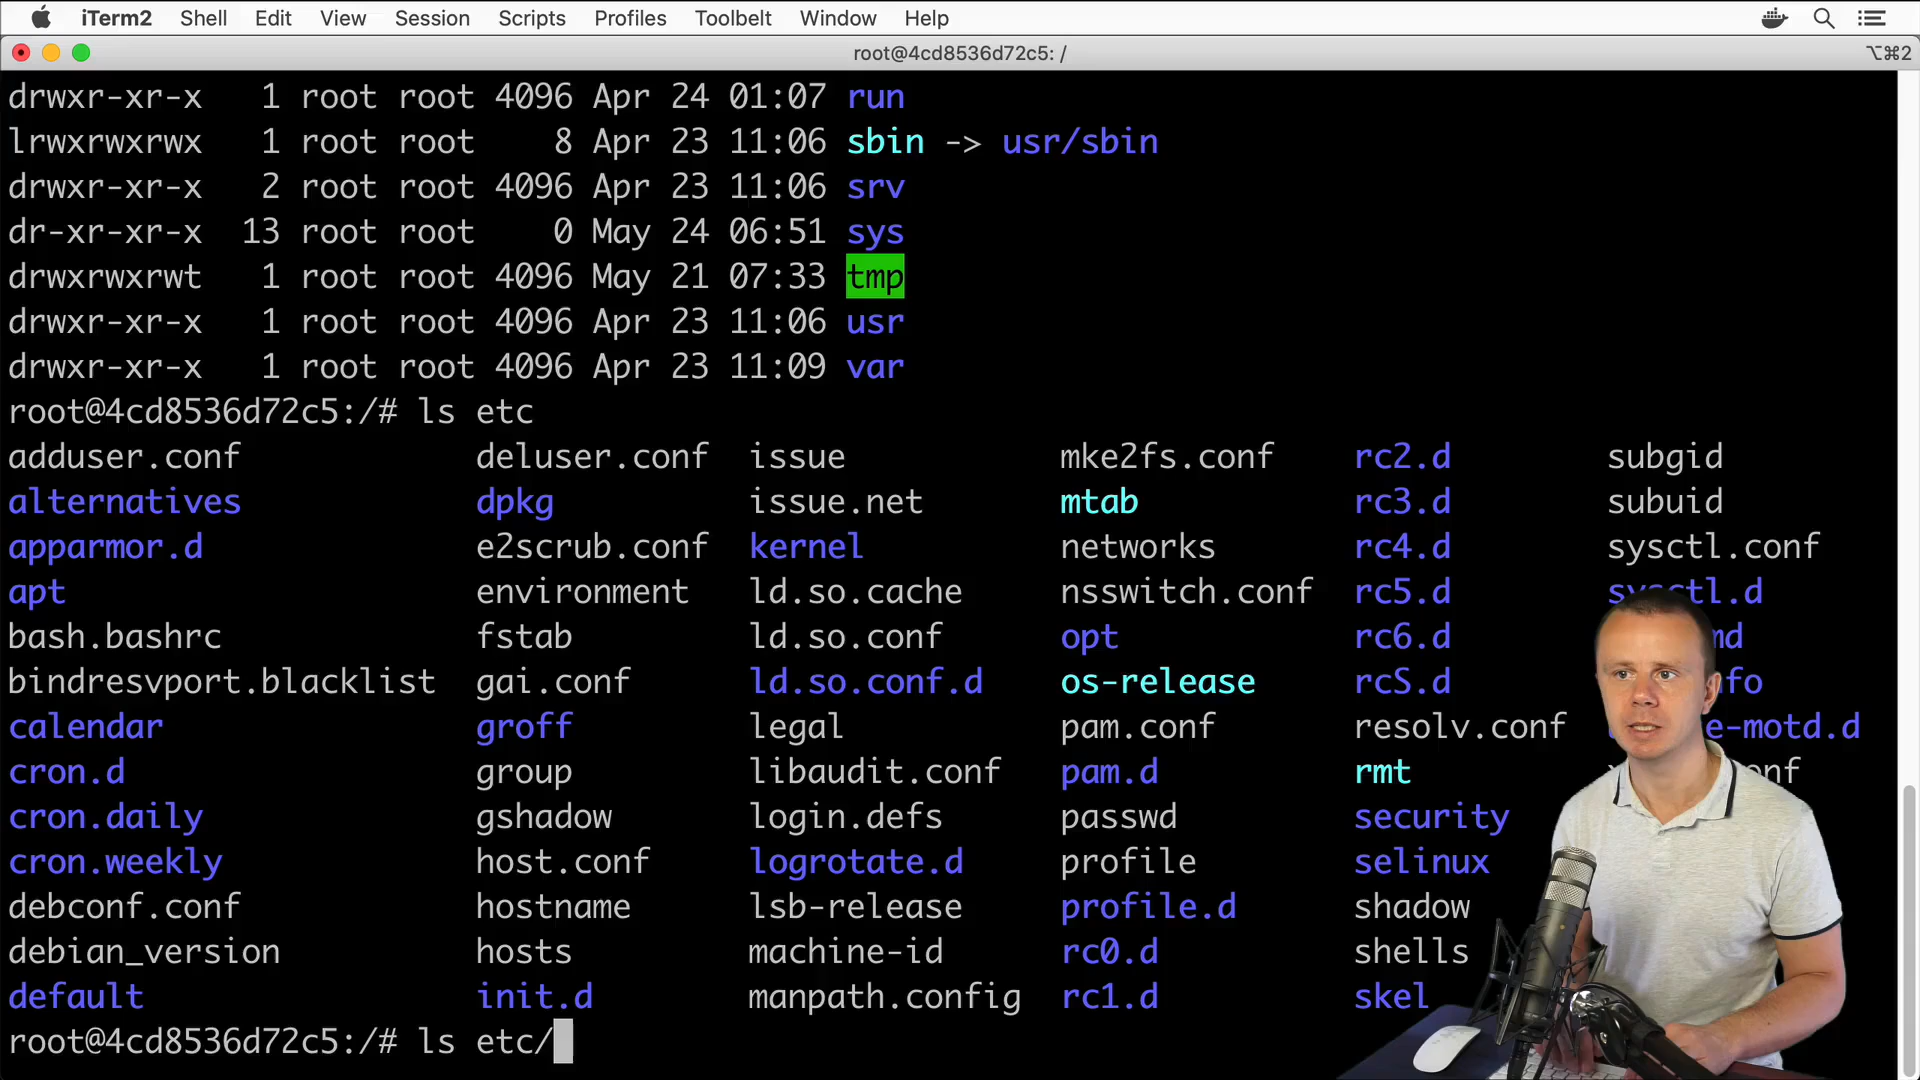 iTerm2 Shell Edit View Session Scripts Profiles Toolbelt Window Help
root@4cd8536d72c5: / ⌥⌘2
drwxr-xr-x 1 root root 4096 Apr 24 01:07 run
lrwxrwxrwx 1 root root 8 Apr 23 11:06 sbin -> usr/sbin
drwxr-xr-x 2 root root 4096 Apr 23 11:06 srv
dr-xr-xr-x 13 root root 0 May 24 06:51 sys
drwxrwxrwt 1 root root 4096 May 21 07:33 tmp
drwxr-xr-x 1 root root 4096 Apr 23 11:06 usr
drwxr-xr-x 1 root root 4096 Apr 23 11:09 var
root@4cd8536d72c5:/# ls etc
adduser.conf deluser.conf issue mke2fs.conf rc2.d subgid
alternatives dpkg issue.net mtab rc3.d subuid
apparmor.d e2scrub.conf kernel networks rc4.d sysctl.conf
apt environment ld.so.cache nsswitch.conf rc5.d sysctl.d
bash.bashrc fstab ld.so.conf opt rc6.d md
bindresvport.blacklist gai.conf ld.so.conf.d os-release rcS.d fo
calendar groff legal pam.conf resolv.conf e-motd.d
cron.d group libaudit.conf pam.d rmt nf
cron.daily gshadow login.defs passwd security
cron.weekly host.conf logrotate.d profile selinux
debconf.conf hostname lsb-release profile.d shadow
debian_version hosts machine-id rc0.d shells
default init.d manpath.config rc1.d skel
root@4cd8536d72c5:/# ls etc/